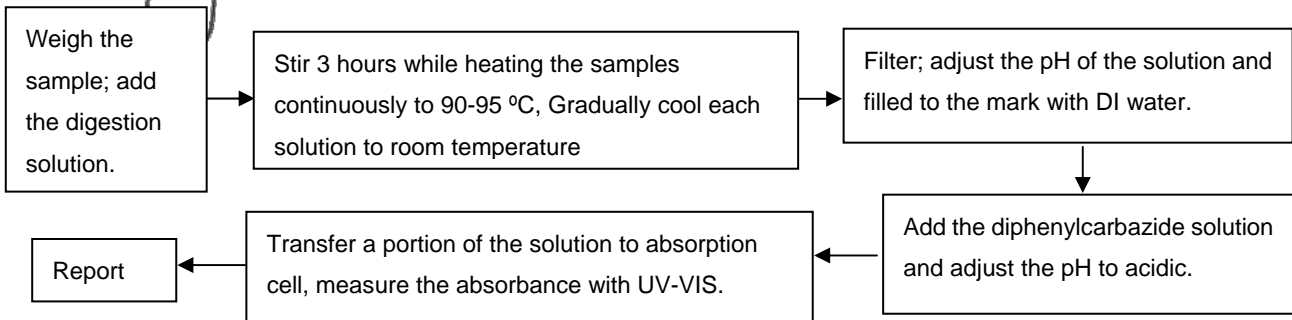 Weigh the
sample; add
the digestion
solution.
Stir 3 hours while heating the samples
continuously to 90-95 ºC, Gradually cool each
solution to room temperature
Filter; adjust the pH of the solution and
filled to the mark with DI water.
Add the diphenylcarbazide solution
and adjust the pH to acidic.
Transfer a portion of the solution to absorption
cell, measure the absorbance with UV-VIS.
Report